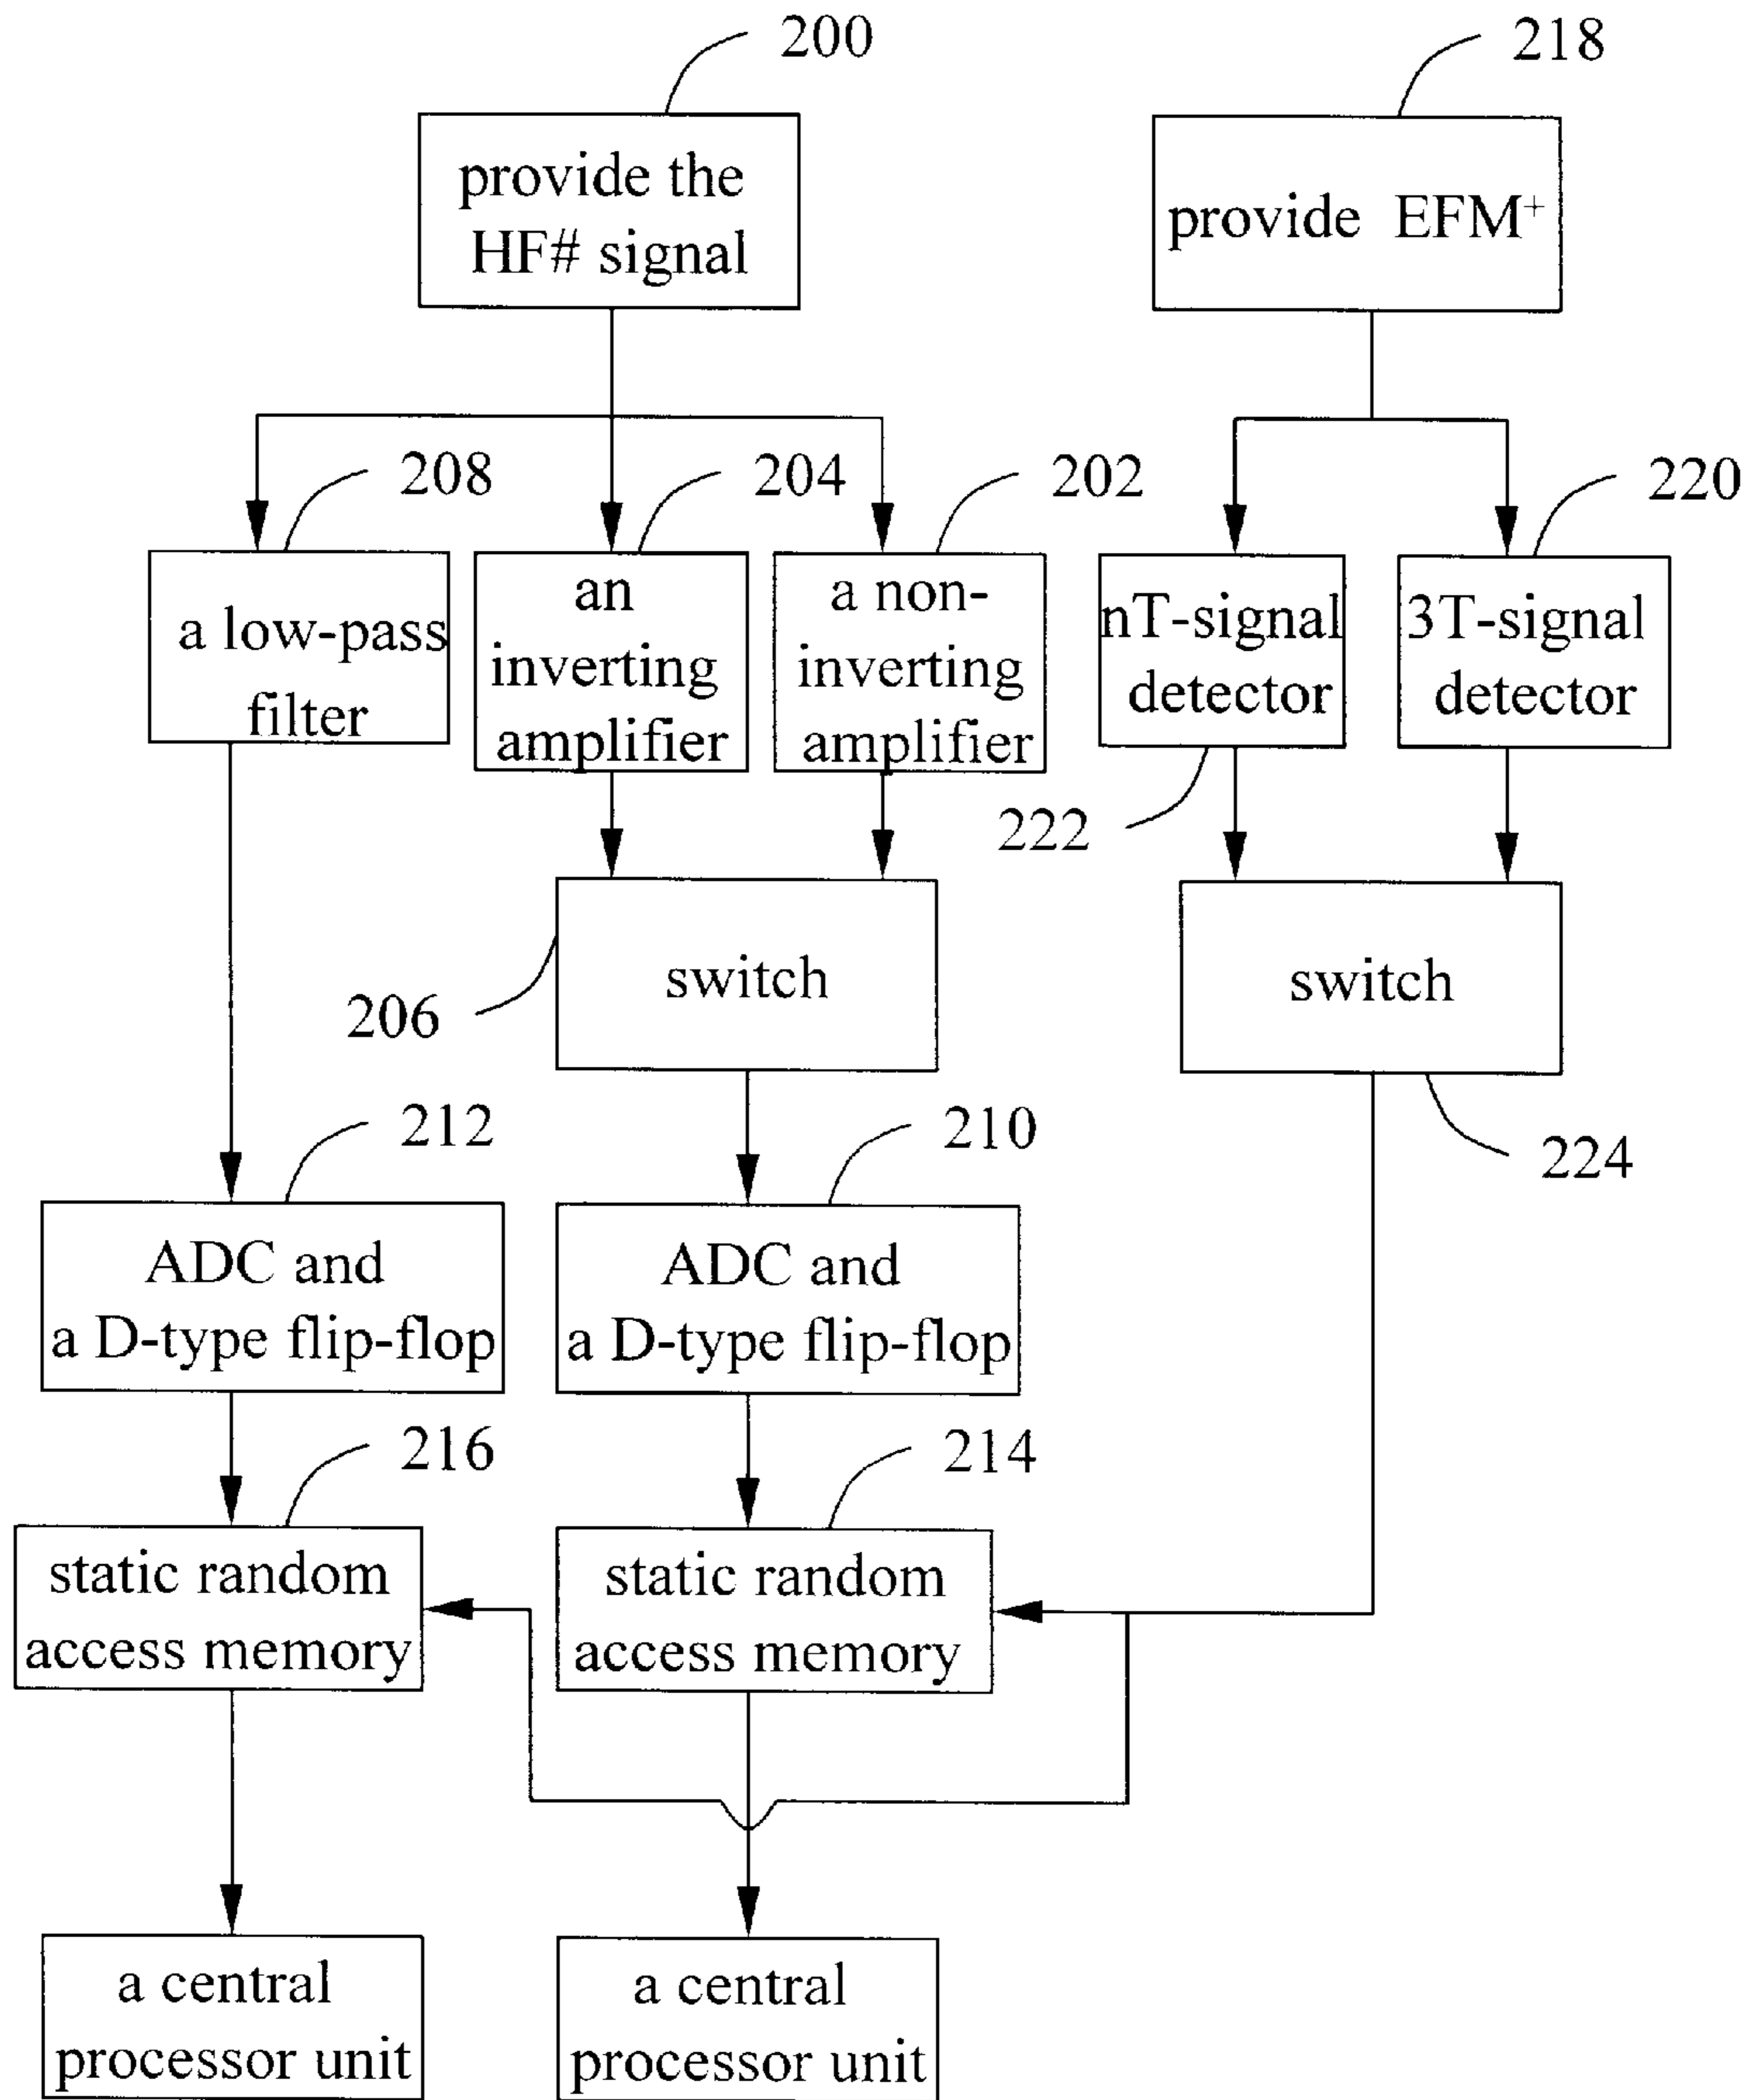 200
218
provide the
HF# signal
provide EFM+
208
204
202
220
a low-pass
filter
an
inverting
amplifier
a non-
inverting
amplifier
nT-signal
detector
3T-signal
detector
222
switch
switch
206
224
212
210
ADC and
a D-type flip-flop
ADC and
a D-type flip-flop
216
214
static random
access memory
static random
access memory
a central
processor unit
a central
processor unit